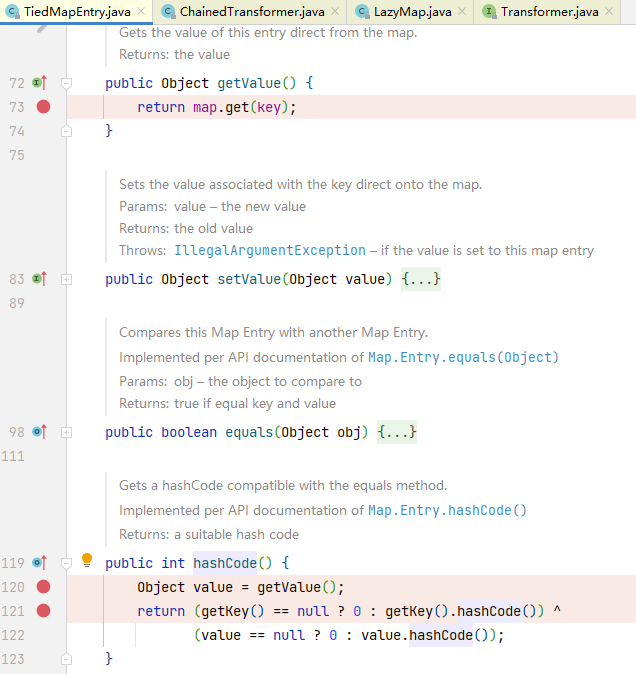 TiedMapEntry.java ChainedTransformer.java LazyMap.java Transformer.java
Gets the value of this entry direct from the map.
Returns: the value
72 public Object getValue() {
73 return map.get(key);
74 }
75
Sets the value associated with the key direct onto the map.
Params: value – the new value
Returns: the old value
Throws: IllegalArgumentException – if the value is set to this map entry
83 public Object setValue(Object value) {...}
89
Compares this Map Entry with another Map Entry.
Implemented per API documentation of Map.Entry.equals(Object)
Params: obj – the object to compare to
Returns: true if equal key and value
98 public boolean equals(Object obj) {...}
111
Gets a hashCode compatible with the equals method.
Implemented per API documentation of Map.Entry.hashCode()
Returns: a suitable hash code
119 public int hashCode() {
120 Object value = getValue();
121 return (getKey() == null ? 0 : getKey().hashCode()) ^
122 (value == null ? 0 : value.hashCode());
123 }